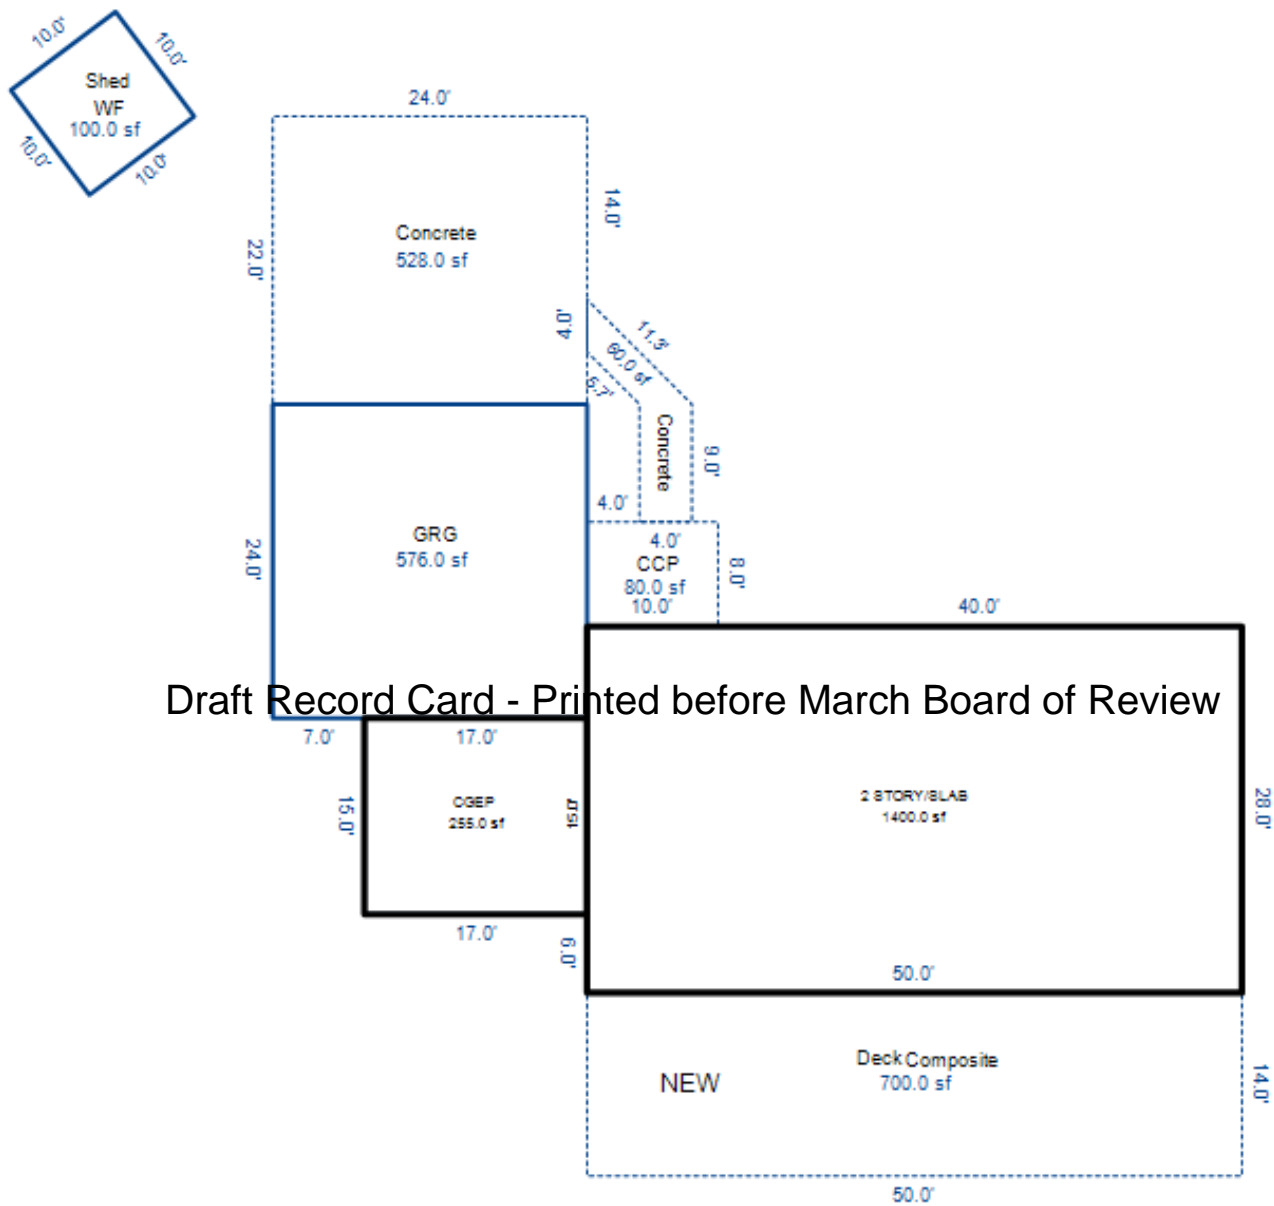 10.0'
10.0'
Shed
WF
100.0 sf
10.0'
10.0'
24.0'
14.0'
Concrete
528.0 sf
22.0'
4.0'
11.3'
60.0 sf
5.7'
Concrete
9.0'
4.0'
GRG
576.0 sf
24.0'
4.0'
CCP
80.0 sf
10.0'
8.0'
40.0'
Draft Record Card - Printed before March Board of Review
7.0'
17.0'
15.0'
CGEP
255.0 sf
15.0'
2 STORY/SLAB
1400.0 sf
28.0'
17.0'
6.0'
50.0'
NEW
Deck Composite
700.0 sf
14.0'
50.0'